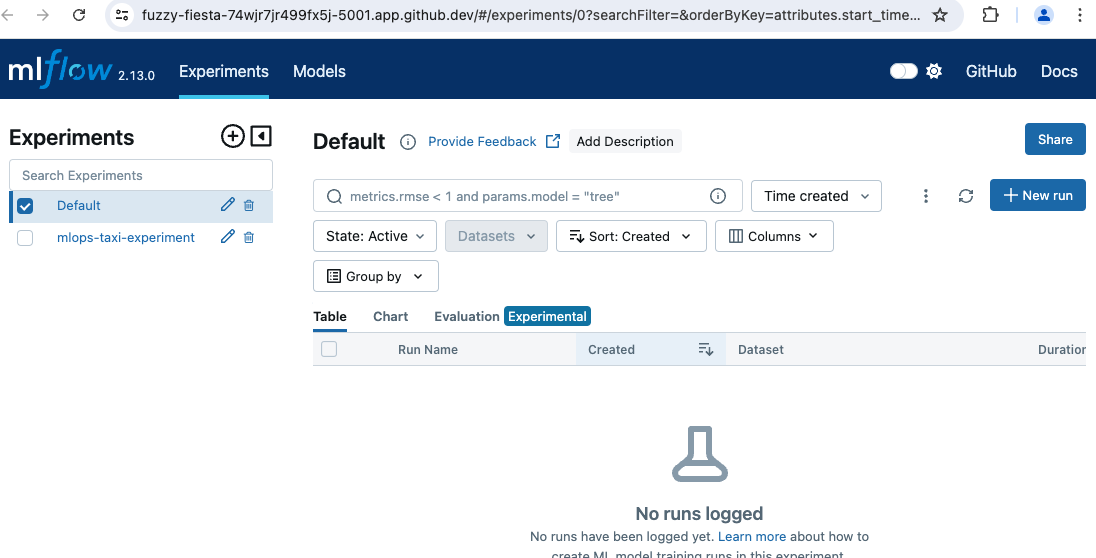 fuzzy-fiesta-74wjr7jr499fx5j-5001.app.github.dev/#/experiments/0?searchFilter=&orderByKey=attributes.start_time...
mlflow 2.13.0 Experiments Models GitHub Docs
Experiments
Search Experiments
Default
mlops-taxi-experiment
Default Provide Feedback Add Description Share
metrics.rmse < 1 and params.model = "tree" Time created New run
State: Active Datasets Sort: Created Columns
Group by
Table Chart Evaluation Experimental
Run Name Created Dataset Duration
No runs logged
No runs have been logged yet. Learn more about how to
create ML model training runs in this experiment.